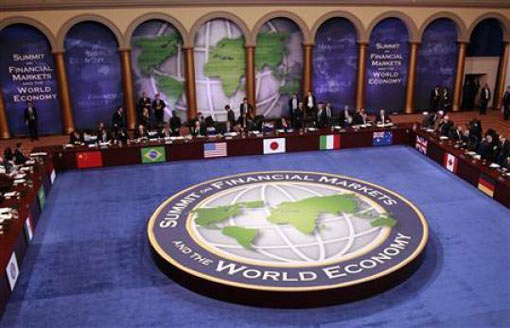 SUMMIT ON
FINANCIAL MARKETS
AND THE
WORLD ECONOMY
SUMMIT ON
FINANCIAL MARKETS
AND THE
WORLD ECONOMY
SUMMIT ON FINANCIAL MARKETS
AND THE WORLD ECONOMY